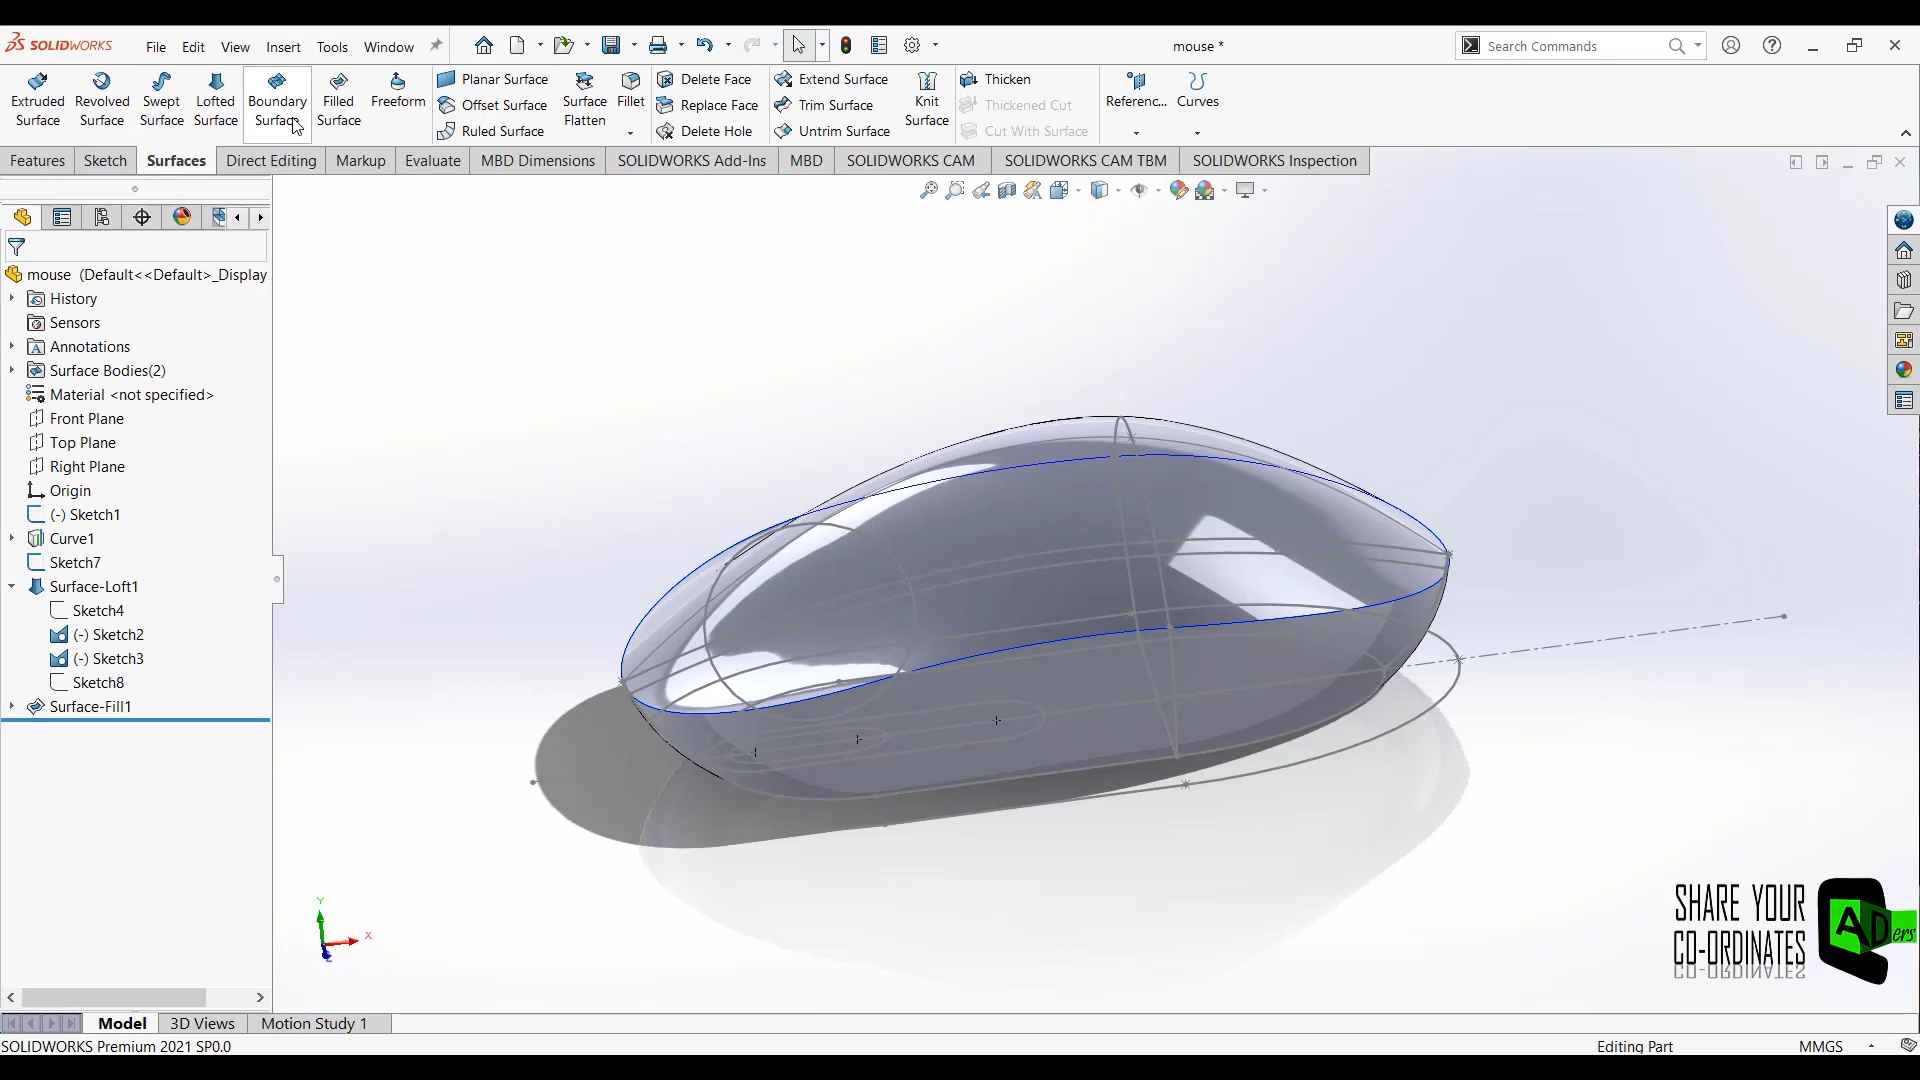 SOLIDWORKS File Edit View Insert Tools Window mouse * Search Commands
Extruded Surface
Revolved Surface
Swept Surface
Lofted Surface
Boundary Surface
Filled Surface
Freeform
Planar Surface
Offset Surface
Ruled Surface
Surface Flatten
Fillet
Delete Face
Replace Face
Delete Hole
Extend Surface
Trim Surface
Untrim Surface
Knit Surface
Thicken
Thickened Cut
Cut With Surface
Referenc...
Curves
Features Sketch Surfaces Direct Editing Markup Evaluate MBD Dimensions SOLIDWORKS Add-Ins MBD SOLIDWORKS CAM SOLIDWORKS CAM TBM SOLIDWORKS Inspection
mouse (Default<<Default>_Display
History
Sensors
Annotations
Surface Bodies(2)
Material <not specified>
Front Plane
Top Plane
Right Plane
Origin
(-) Sketch1
Curve1
Sketch7
Surface-Loft1
Sketch4
(-) Sketch2
(-) Sketch3
Sketch8
Surface-Fill1
Y
X
Z
SHARE YOUR
CO-ORDINATES
CADers
Model 3D Views Motion Study 1
SOLIDWORKS Premium 2021 SP0.0 Editing Part MMGS